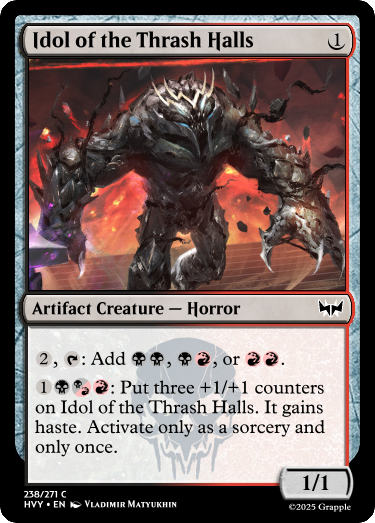 Idol of the Thrash Halls 1
Artifact Creature — Horror
2, : Add , , or .
1: Put three +1/+1 counters
on Idol of the Thrash Halls. It gains
haste. Activate only as a sorcery and
only once.
1/1
238/271 C
HVY • EN Vladimir Matyukhin
©2025 Grapple